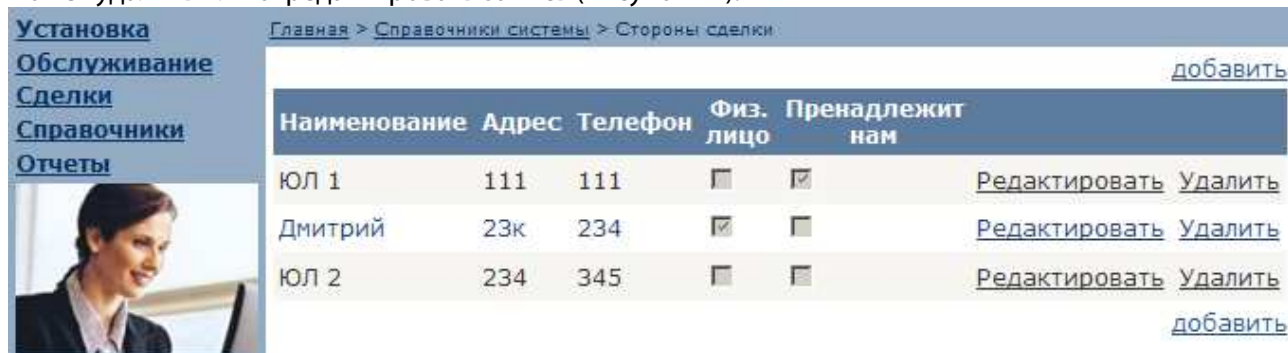 Установка
Обслуживание
Сделки
Справочники
Отчеты
Главная > Справочники системы > Стороны сделки
добавить
Наименование Адрес Телефон Физ. лицо Пренадлежит нам
ЮЛ 1 111 111 Редактировать Удалить
Дмитрий 23к 234 Редактировать Удалить
ЮЛ 2 234 345 Редактировать Удалить
добавить